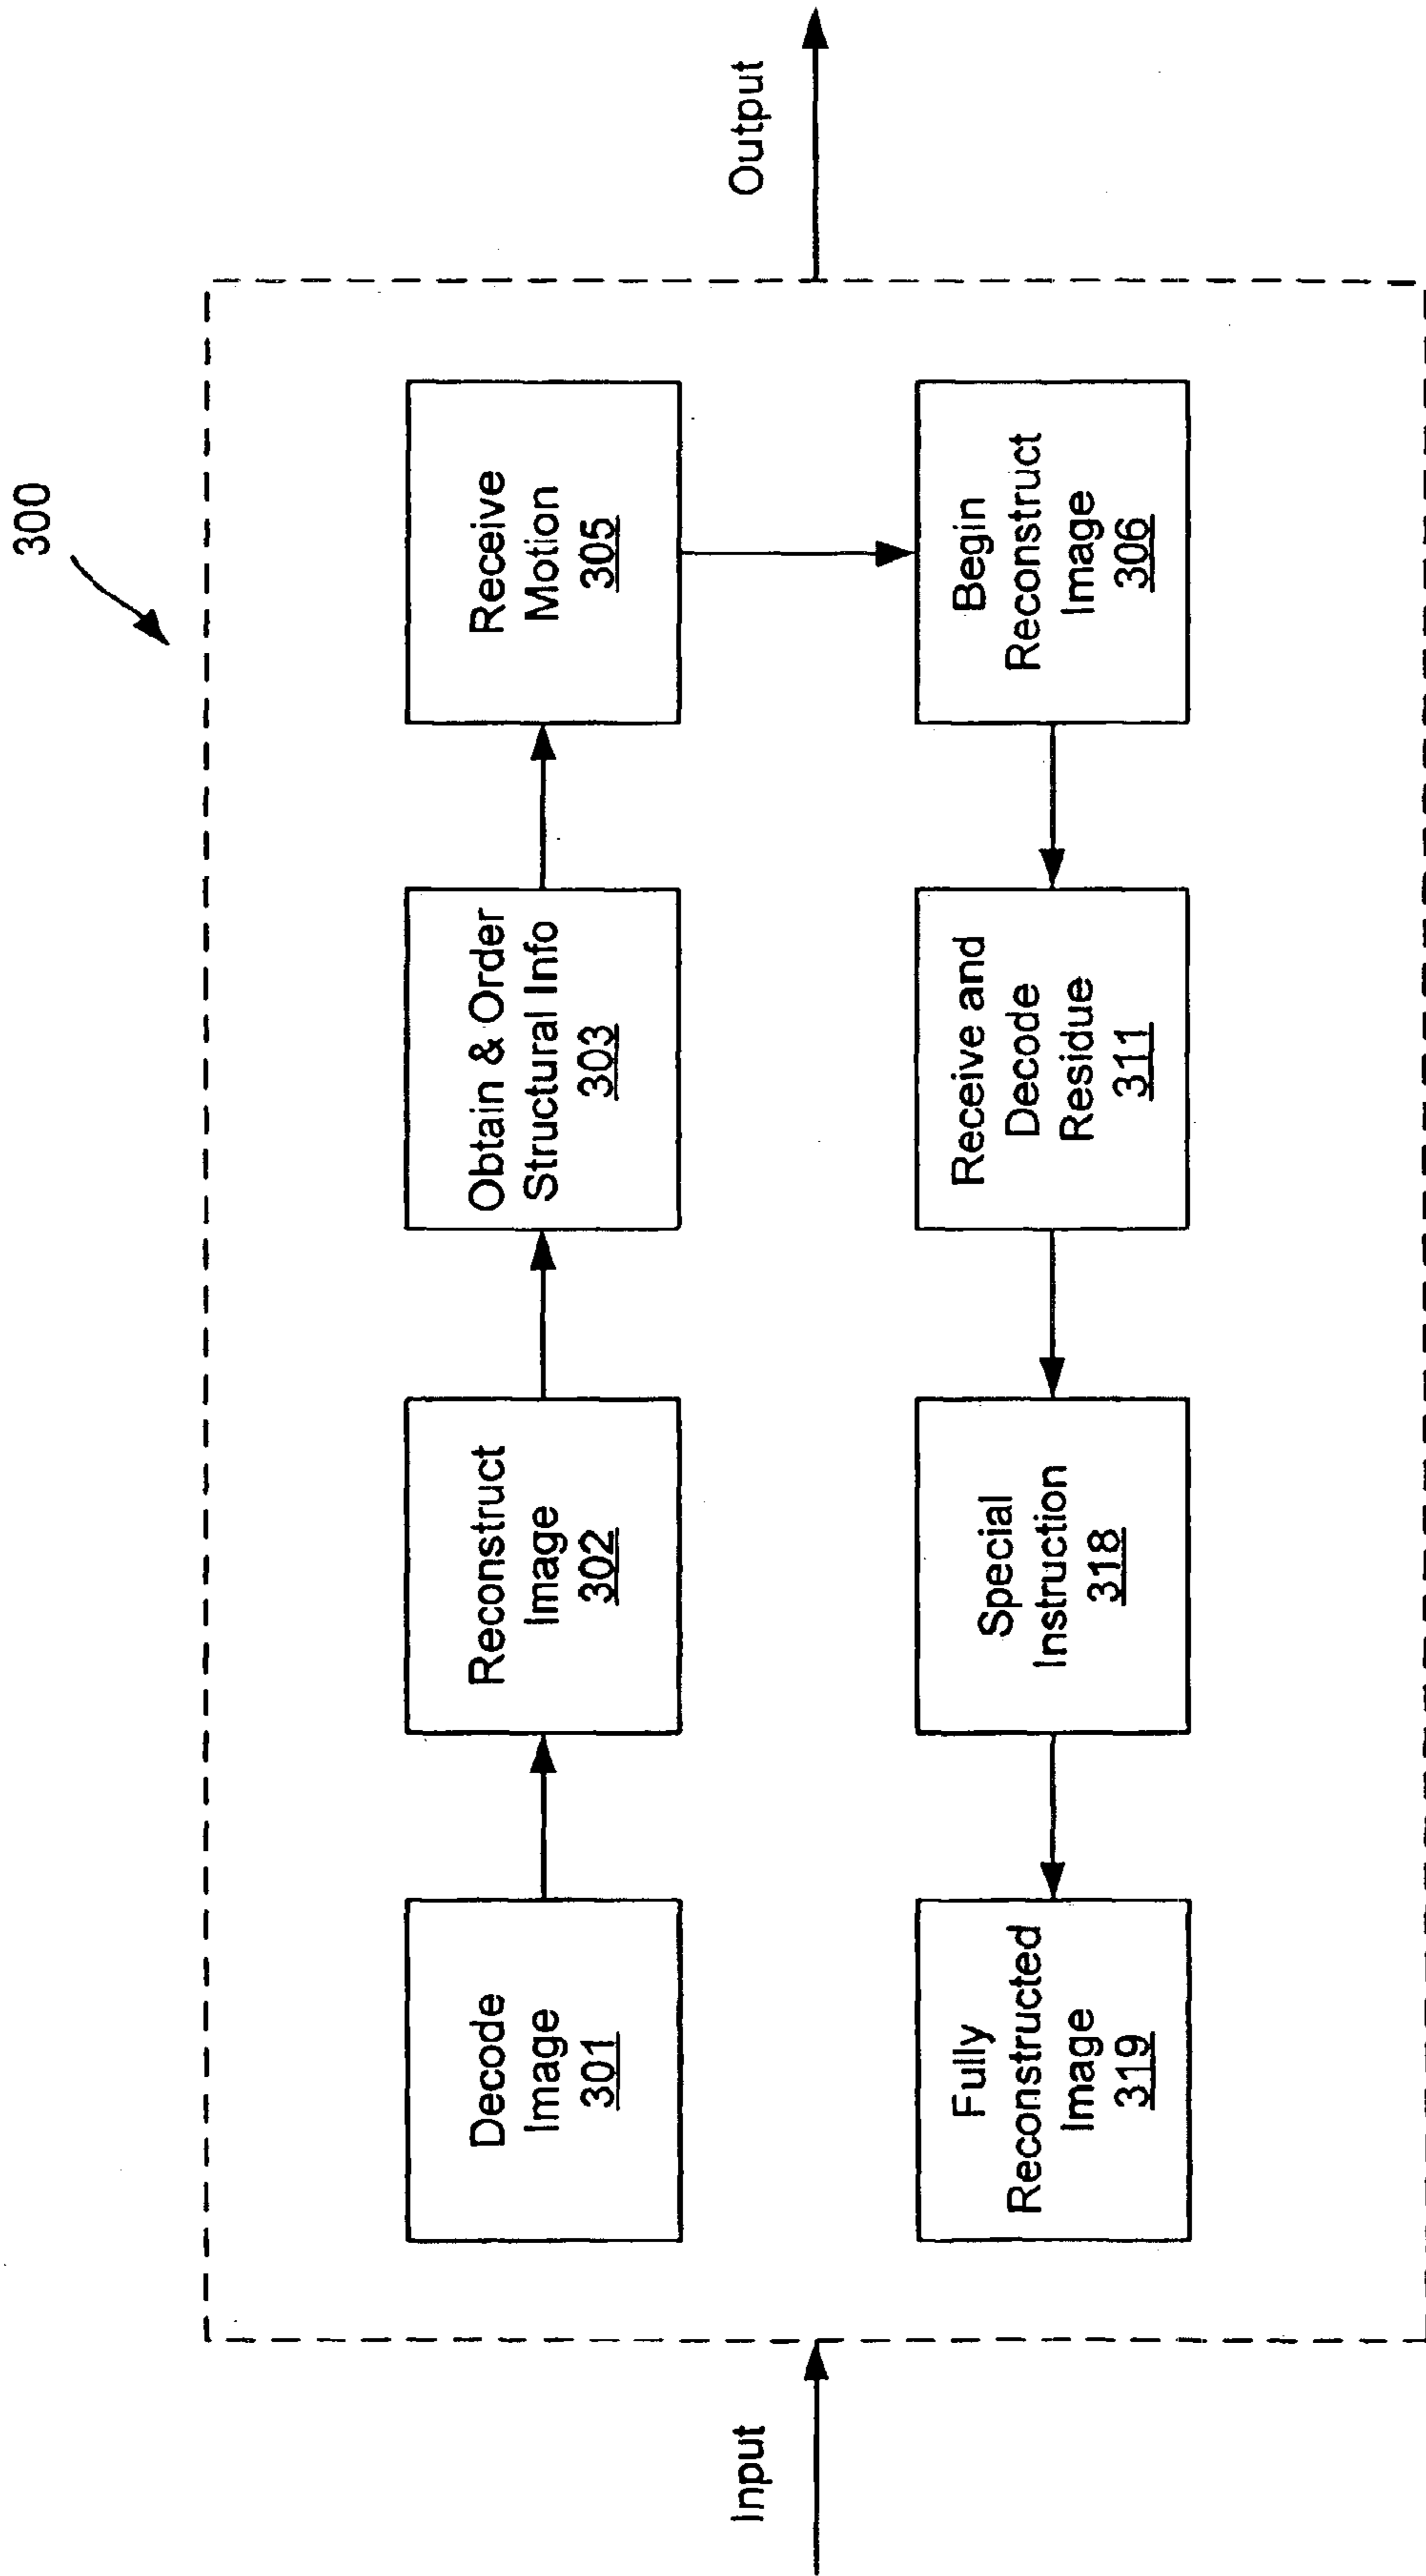 300
Input
Output
Decode
Image
301
Reconstruct
Image
302
Obtain & Order
Structural Info
303
Receive
Motion
305
Begin
Reconstruct
Image
306
Receive and
Decode
Residue
311
Special
Instruction
318
Fully
Reconstructed
Image
319